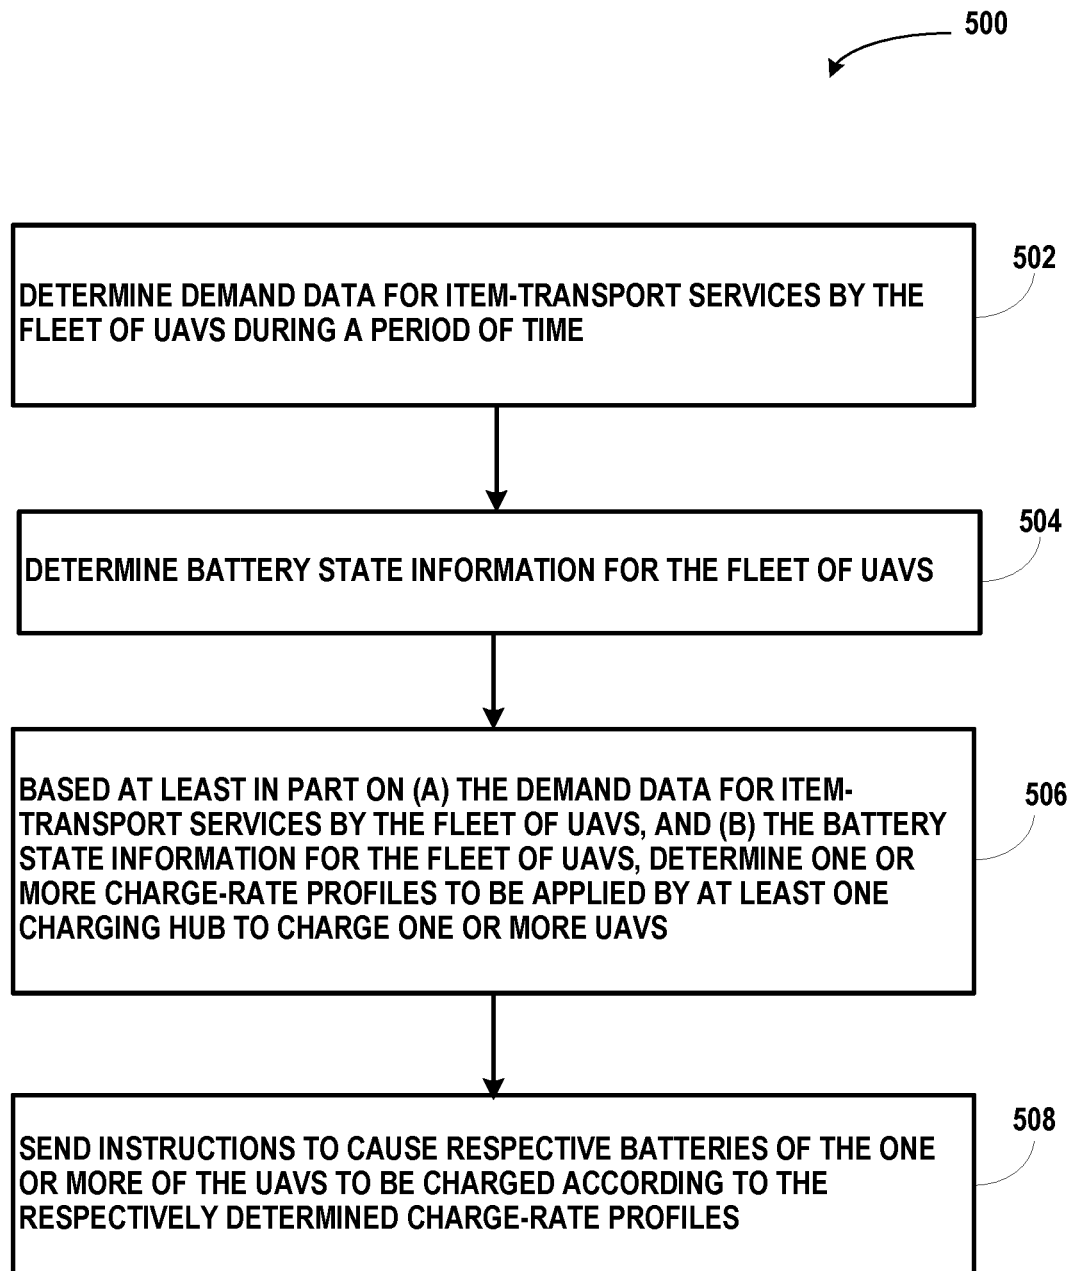 500
502
DETERMINE DEMAND DATA FOR ITEM-TRANSPORT SERVICES BY THE
FLEET OF UAVS DURING A PERIOD OF TIME
504
DETERMINE BATTERY STATE INFORMATION FOR THE FLEET OF UAVS
506
BASED AT LEAST IN PART ON (A) THE DEMAND DATA FOR ITEM-
TRANSPORT SERVICES BY THE FLEET OF UAVS, AND (B) THE BATTERY
STATE INFORMATION FOR THE FLEET OF UAVS, DETERMINE ONE OR
MORE CHARGE-RATE PROFILES TO BE APPLIED BY AT LEAST ONE
CHARGING HUB TO CHARGE ONE OR MORE UAVS
508
SEND INSTRUCTIONS TO CAUSE RESPECTIVE BATTERIES OF THE ONE
OR MORE OF THE UAVS TO BE CHARGED ACCORDING TO THE
RESPECTIVELY DETERMINED CHARGE-RATE PROFILES